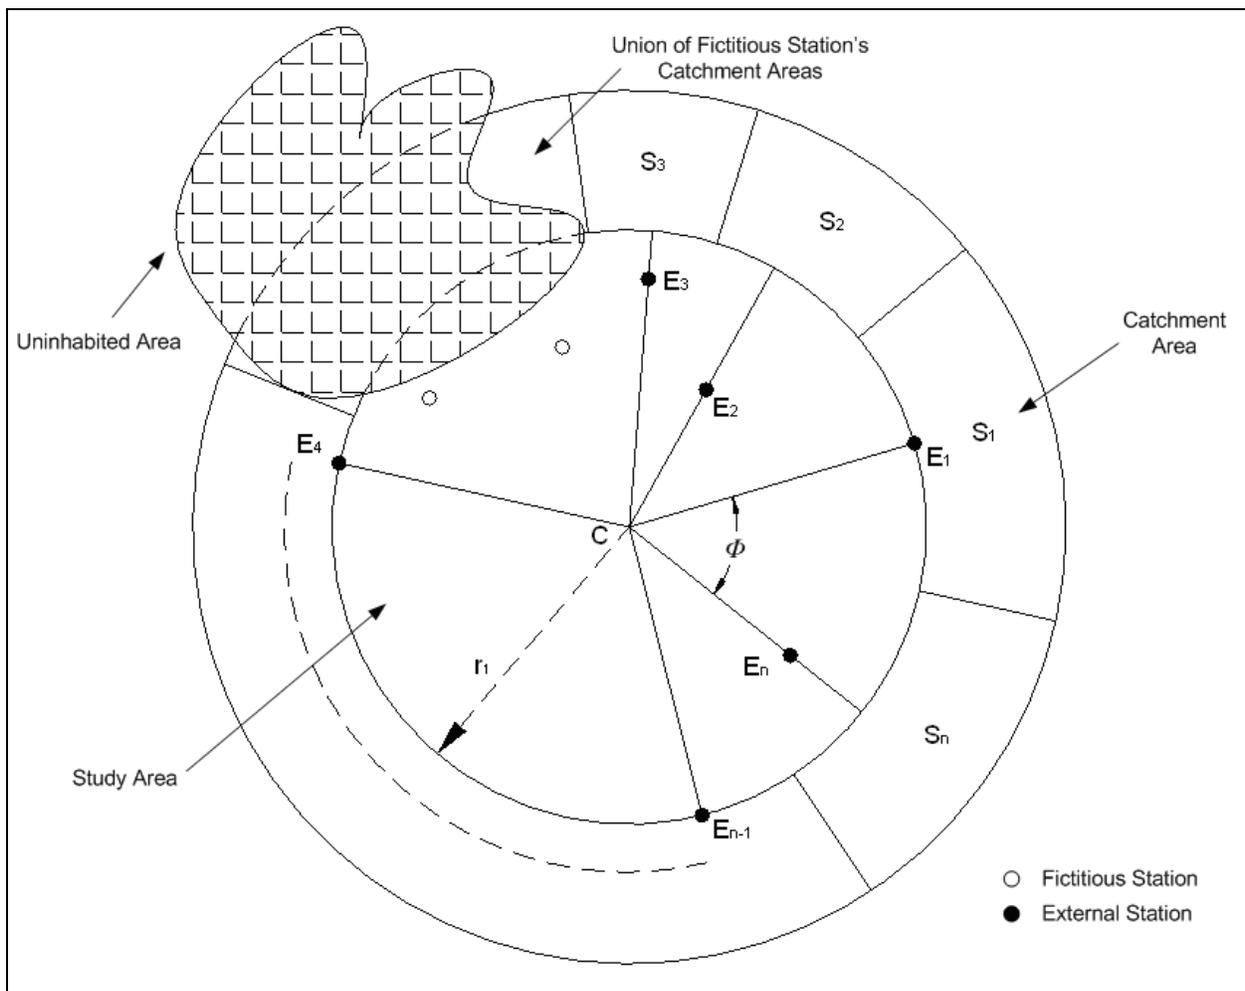 Union of Fictitious Station's
Catchment Areas
S3
S2
Uninhabited Area
E3
Catchment
Area
E2
S1
E4
E1
C
Φ
r1
En
Sn
Study Area
En-1
Fictitious Station
External Station